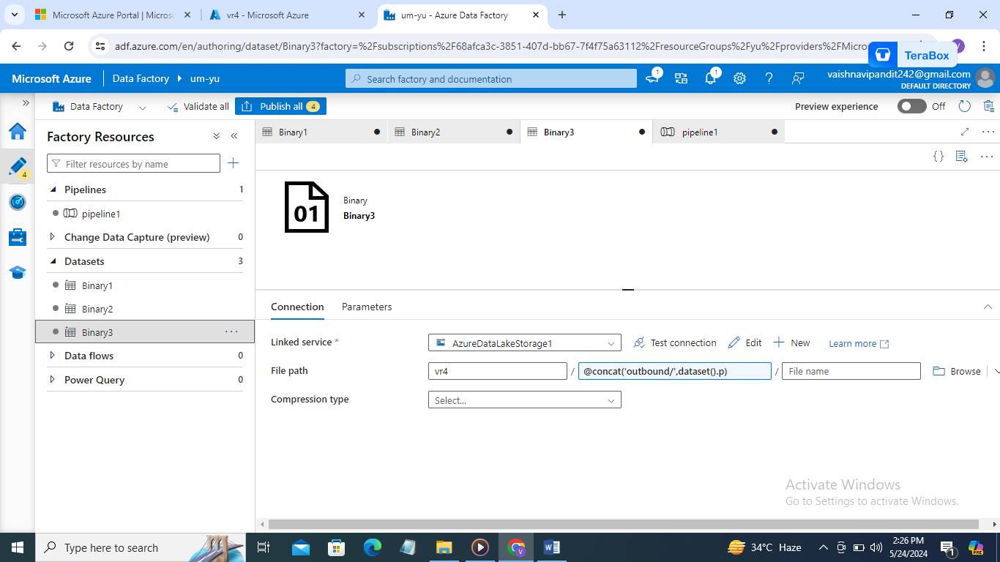 Microsoft Azure Portal | Micros
vr4 - Microsoft Azure
um-yu - Azure Data Factory
adf.azure.com/en/authoring/dataset/Binary3?factory=%2Fsubscriptions%2F68afca3c-3851-407d-bb67-7f4f75a63112%2FresourceGroups%2Fyu%2Fproviders%2FMicro
TeraBox
Microsoft Azure
Data Factory
um-yu
Search factory and documentation
1
1
vaishnavipandit242@gmail.com
DEFAULT DIRECTORY
Data Factory
Validate all
Publish all 4
Preview experience
Off
Factory Resources
Binary1
Binary2
Binary3
pipeline1
Filter resources by name
4
Pipelines 1
pipeline1
Change Data Capture (preview) 0
Datasets 3
Binary1
Binary2
Binary3
Data flows 0
Power Query 0
01
Binary
Binary3
Connection
Parameters
Linked service *
AzureDataLakeStorage1
Test connection
Edit
New
Learn more
File path
vr4
/
@concat('outbound/',dataset().p)
/
File name
Browse
Compression type
Select...
Activate Windows
Go to Settings to activate Windows.
Type here to search
34°C Haze
2:26 PM
5/24/2024
1
PRE